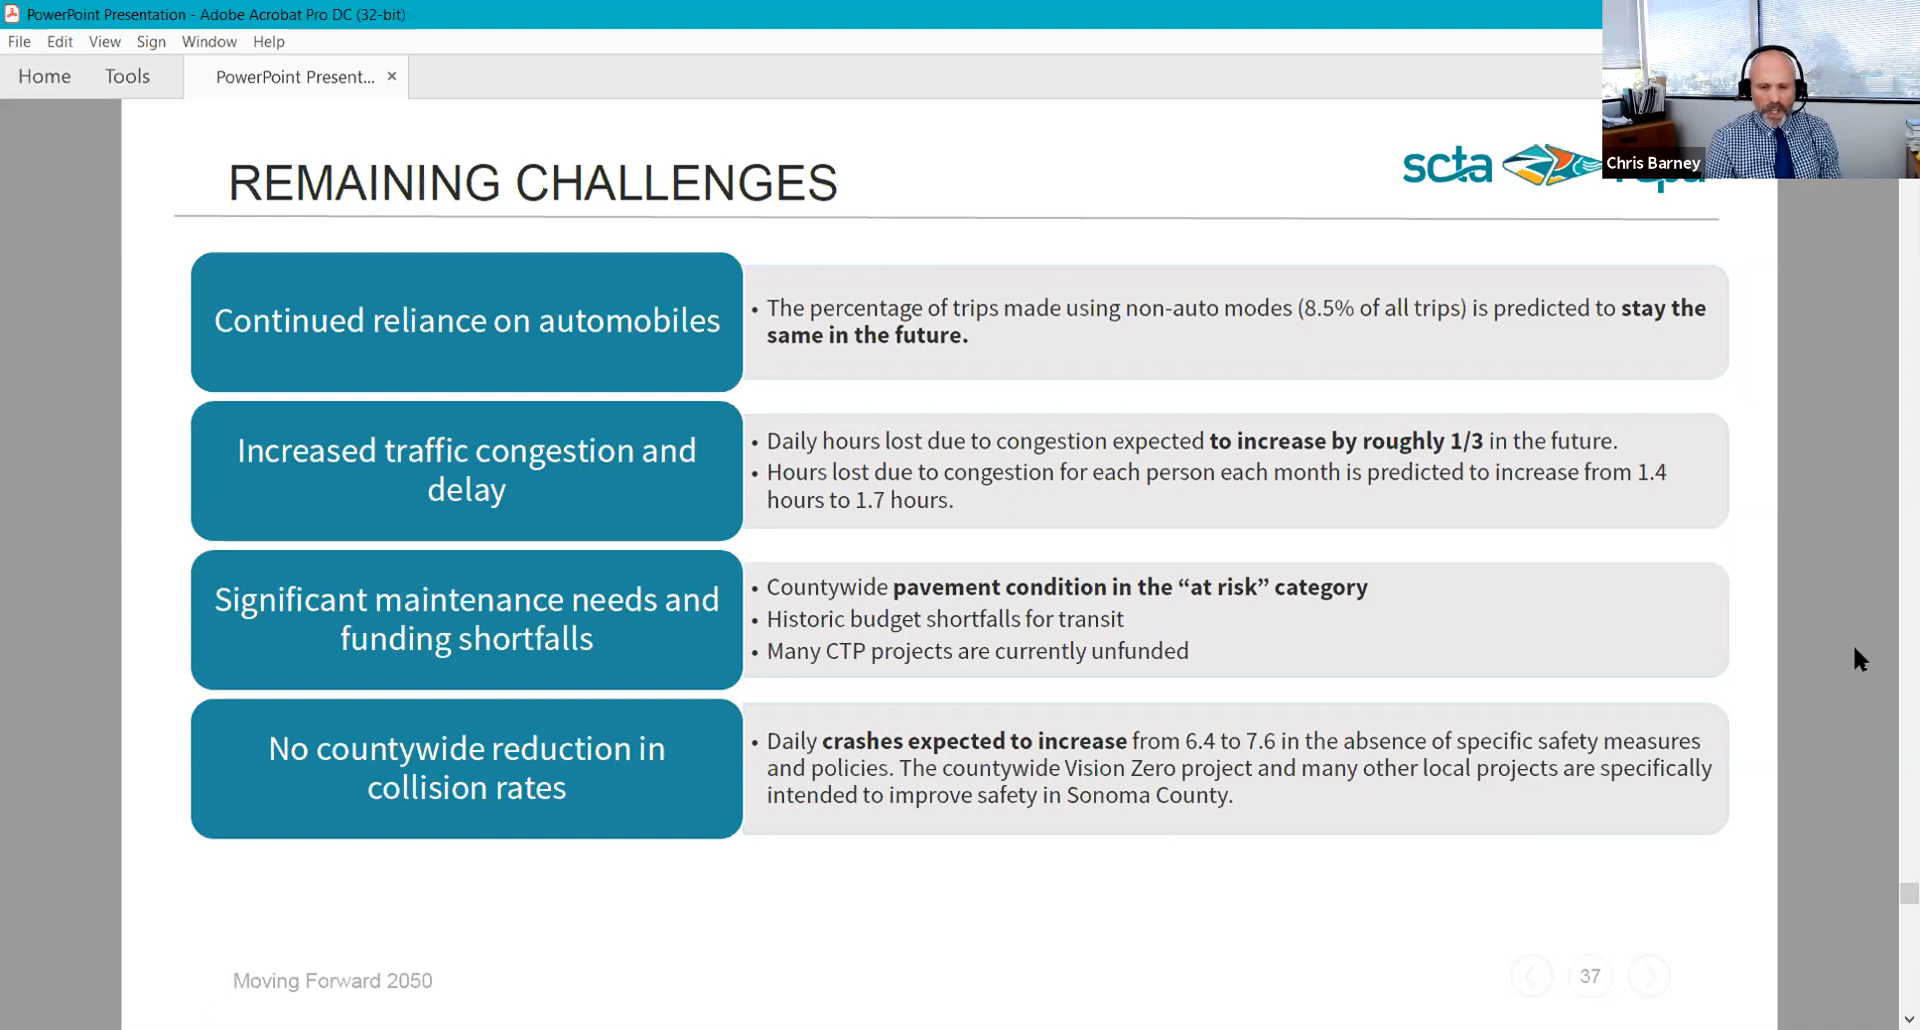 PowerPoint Presentation - Adobe Acrobat Pro DC (32-bit)
File Edit View Sign Window Help
Home Tools PowerPoint Present... ×
Chris Barney
REMAINING CHALLENGES
scta
Continued reliance on automobiles
• The percentage of trips made using non-auto modes (8.5% of all trips) is predicted to stay the
same in the future.
Increased traffic congestion and
delay
• Daily hours lost due to congestion expected to increase by roughly 1/3 in the future.
• Hours lost due to congestion for each person each month is predicted to increase from 1.4
hours to 1.7 hours.
Significant maintenance needs and
funding shortfalls
• Countywide pavement condition in the “at risk” category
• Historic budget shortfalls for transit
• Many CTP projects are currently unfunded
No countywide reduction in
collision rates
• Daily crashes expected to increase from 6.4 to 7.6 in the absence of specific safety measures
and policies. The countywide Vision Zero project and many other local projects are specifically
intended to improve safety in Sonoma County.
Moving Forward 2050
37